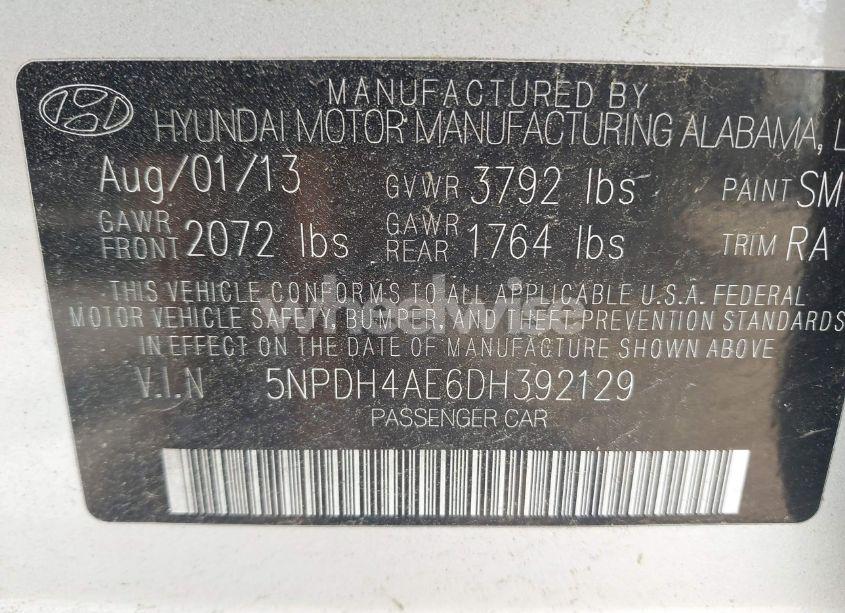 MANUFACTURED BY
HYUNDAI MOTOR MANUFACTURING ALABAMA, L
Aug/01/13 GVWR 3792 lbs PAINT SM
GAWR FRONT 2072 lbs GAWR REAR 1764 lbs TRIM RA
THIS VEHICLE CONFORMS TO ALL APPLICABLE U.S.A. FEDERAL
MOTOR VEHICLE SAFETY, BUMPER, AND THEFT PREVENTION STANDARDS
IN EFFECT ON THE DATE OF MANUFACTURE SHOWN ABOVE.
V.I.N 5NPDH4AE6DH392129
PASSENGER CAR
wheelwise